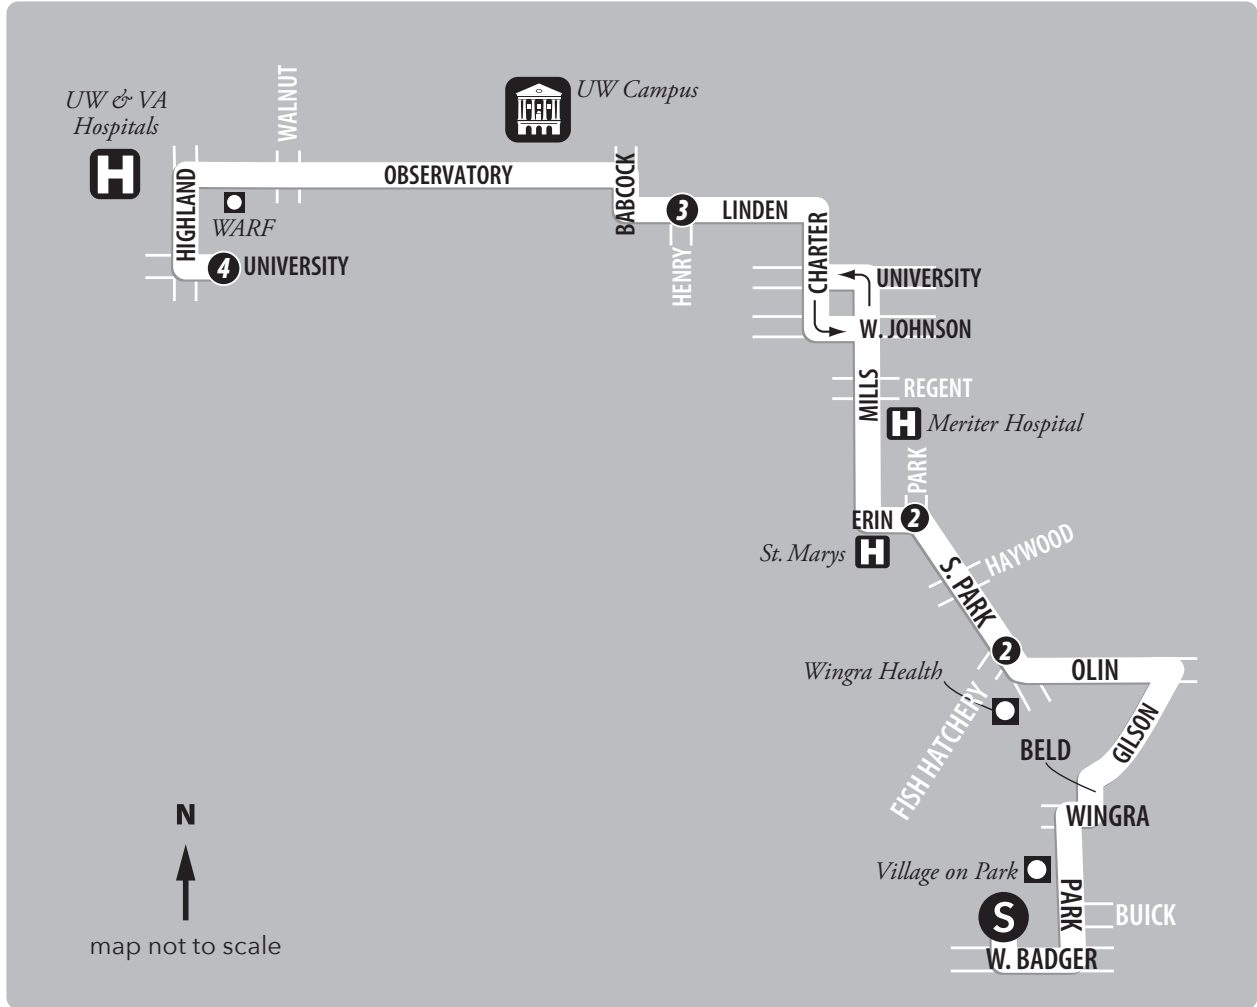 WALNUT
UW & VA
Hospitals
H
UW Campus
OBSERVATORY
BABCOCK
HIGHLAND
WARF
4
UNIVERSITY
3
LINDEN
HENRY
CHARTER
UNIVERSITY
W. JOHNSON
MILLS
REGENT
H
Meriter Hospital
PARK
ERIN
2
St. Marys
H
HAYWOOD
S. PARK
2
Wingra Health
OLIN
FISH HATCHERY
GILSON
BELD
WINGRA
Village on Park
PARK
S
BUICK
W. BADGER
N
map not to scale